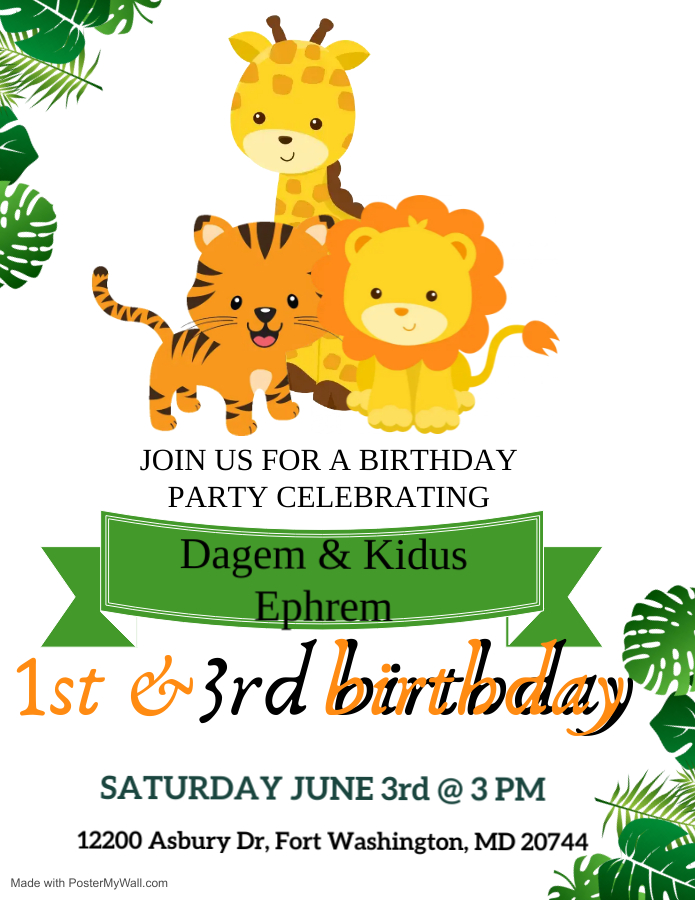 JOIN US FOR A BIRTHDAY
PARTY CELEBRATING
Dagem & Kidus
Ephrem
1st & 3rd birthday
SATURDAY JUNE 3rd @ 3 PM
12200 Asbury Dr, Fort Washington, MD 20744
Made with PosterMyWall.com